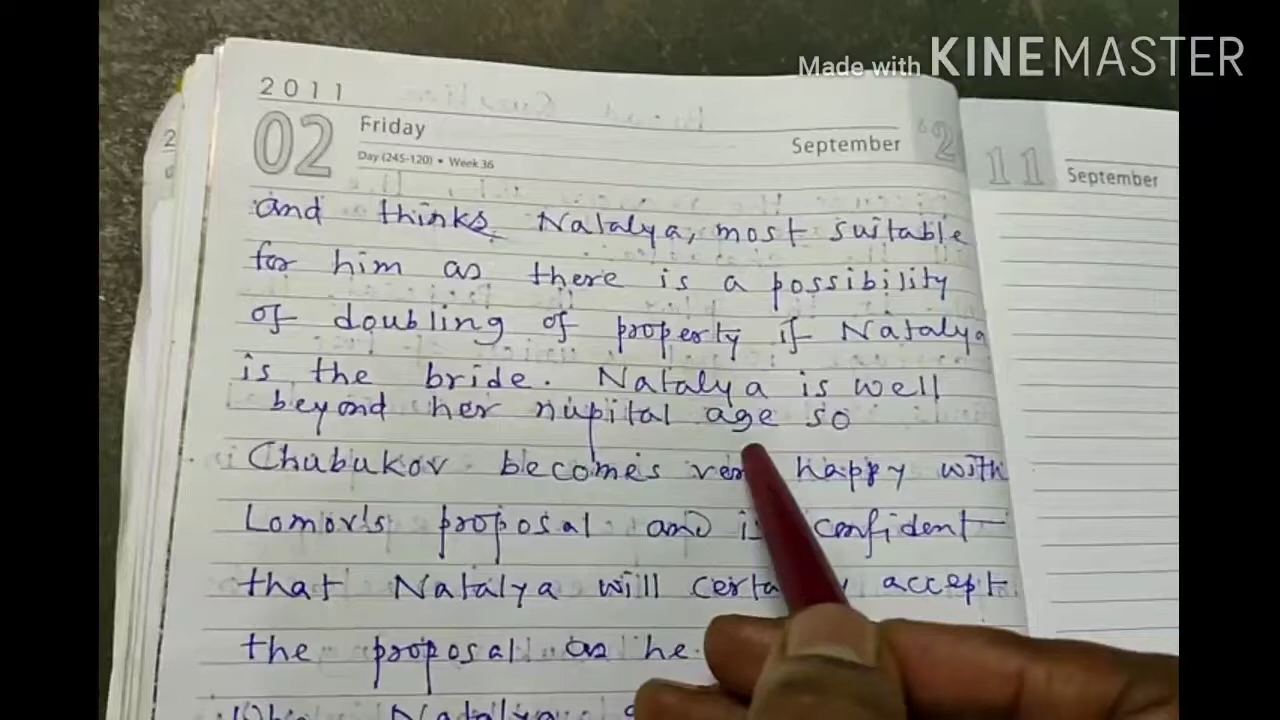 Made with KINEMASTER
2011
02 Friday September
Day (245-120) • Week 36
11 September
and thinks Natalya, most suitable
for him as there is a possibility
of doubling of property if Natalya
is the bride. Natalya is well
beyond her nupital age so
Chubukov becomes happy with
Lomov's proposal and is confident
that Natalya will accept
the proposal as he
Natalya